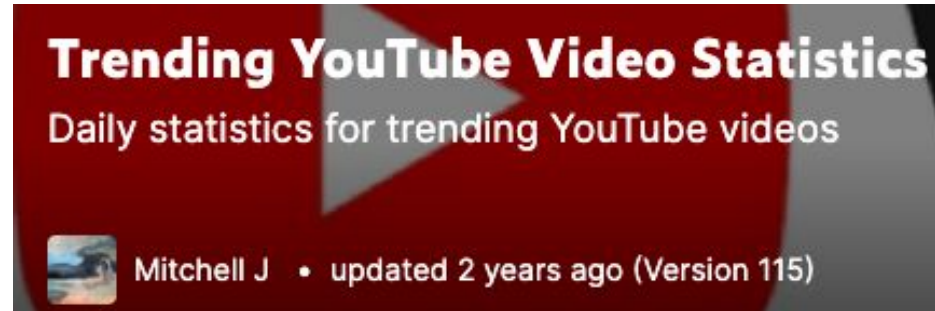 Trending YouTube Video Statistics
Daily statistics for trending YouTube videos
Mitchell J • updated 2 years ago (Version 115)